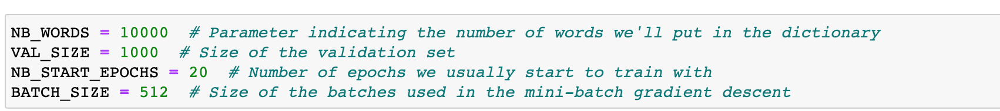 NB_WORDS = 10000  # Parameter indicating the number of words we'll put in the dictionary
VAL_SIZE = 1000  # Size of the validation set
NB_START_EPOCHS = 20  # Number of epochs we usually start to train with
BATCH_SIZE = 512  # Size of the batches used in the mini-batch gradient descent